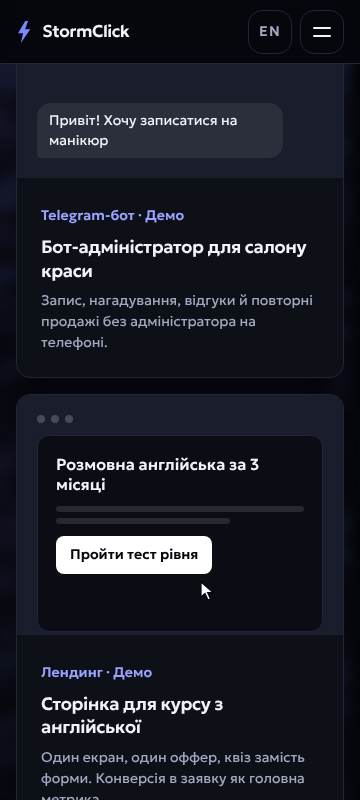 StormClick
EN
Привіт! Хочу записатися на
манікюр
Telegram-бот · Демо
Бот-адміністратор для салону
краси
Запис, нагадування, відгуки й повторні
продажі без адміністратора на
телефоні.
Розмовна англійська за 3
місяці
Пройти тест рівня
Лендинг · Демо
Сторінка для курсу з
англійської
Один екран, один оффер, квіз замість
форми. Конверсія в заявку як головна
метрика.